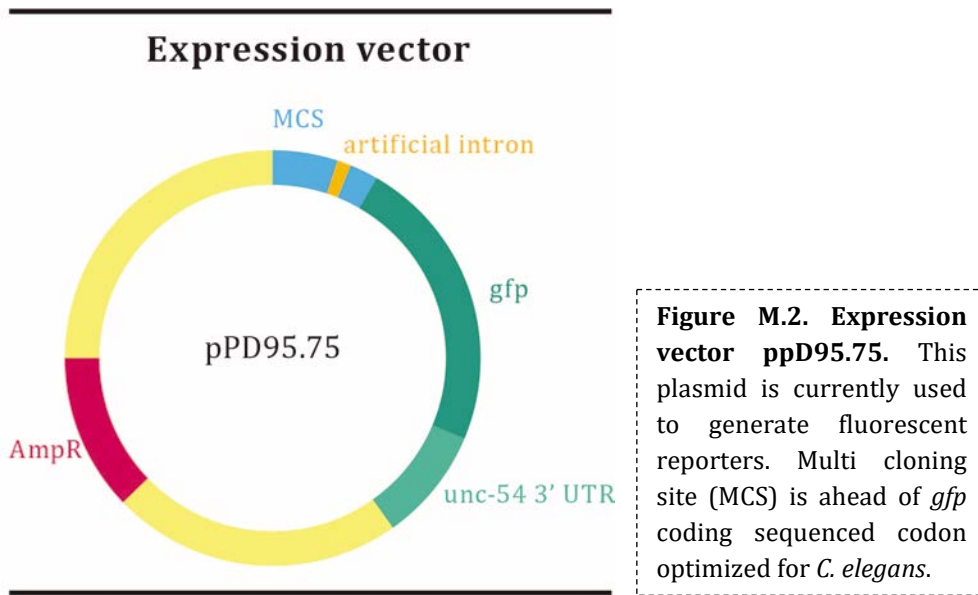 Expression vector
MCS
artificial intron
gfp
pPD95.75
AmpR
unc-54 3' UTR
Figure M.2. Expression
vector ppD95.75. This
plasmid is currently used
to generate fluorescent
reporters. Multi cloning
site (MCS) is ahead of gfp
coding sequenced codon
optimized for C. elegans.